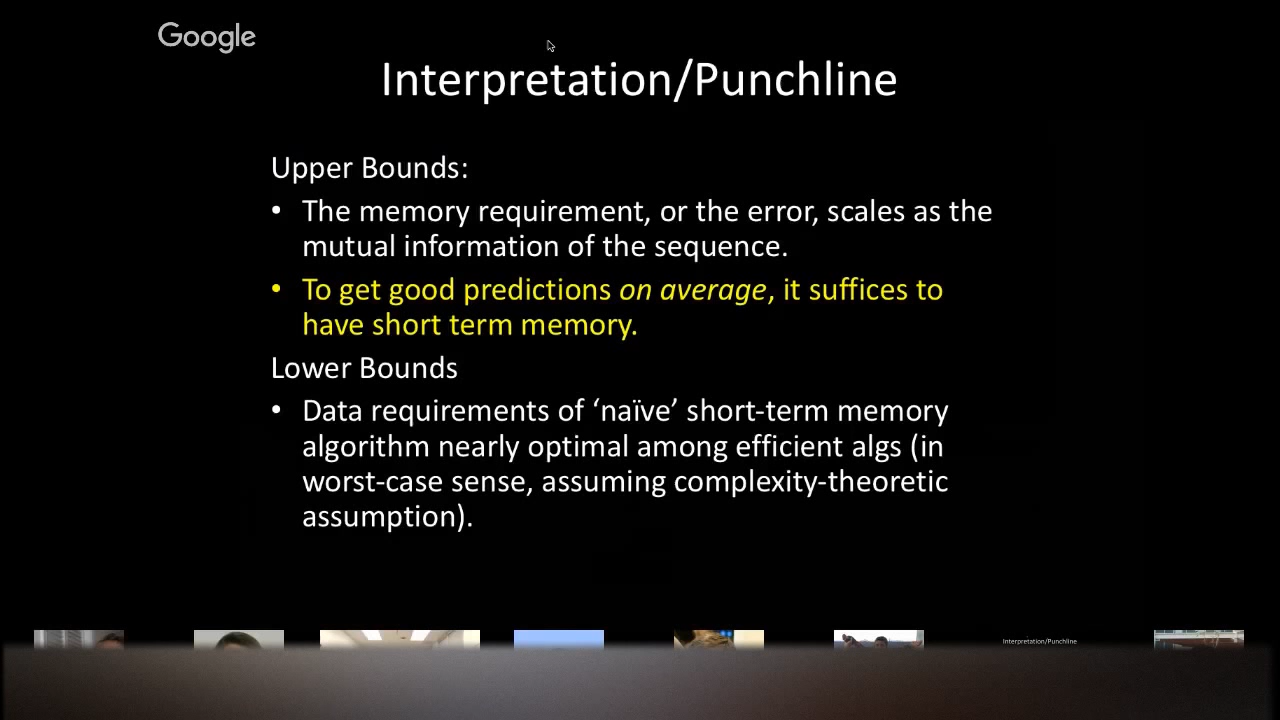 Google
Interpretation/Punchline
Upper Bounds:
• The memory requirement, or the error, scales as the
mutual information of the sequence.
• To get good predictions on average, it suffices to
have short term memory.
Lower Bounds
• Data requirements of ‘naïve’ short-term memory
algorithm nearly optimal among efficient algs (in
worst-case sense, assuming complexity-theoretic
assumption).
Interpretation/Punchline